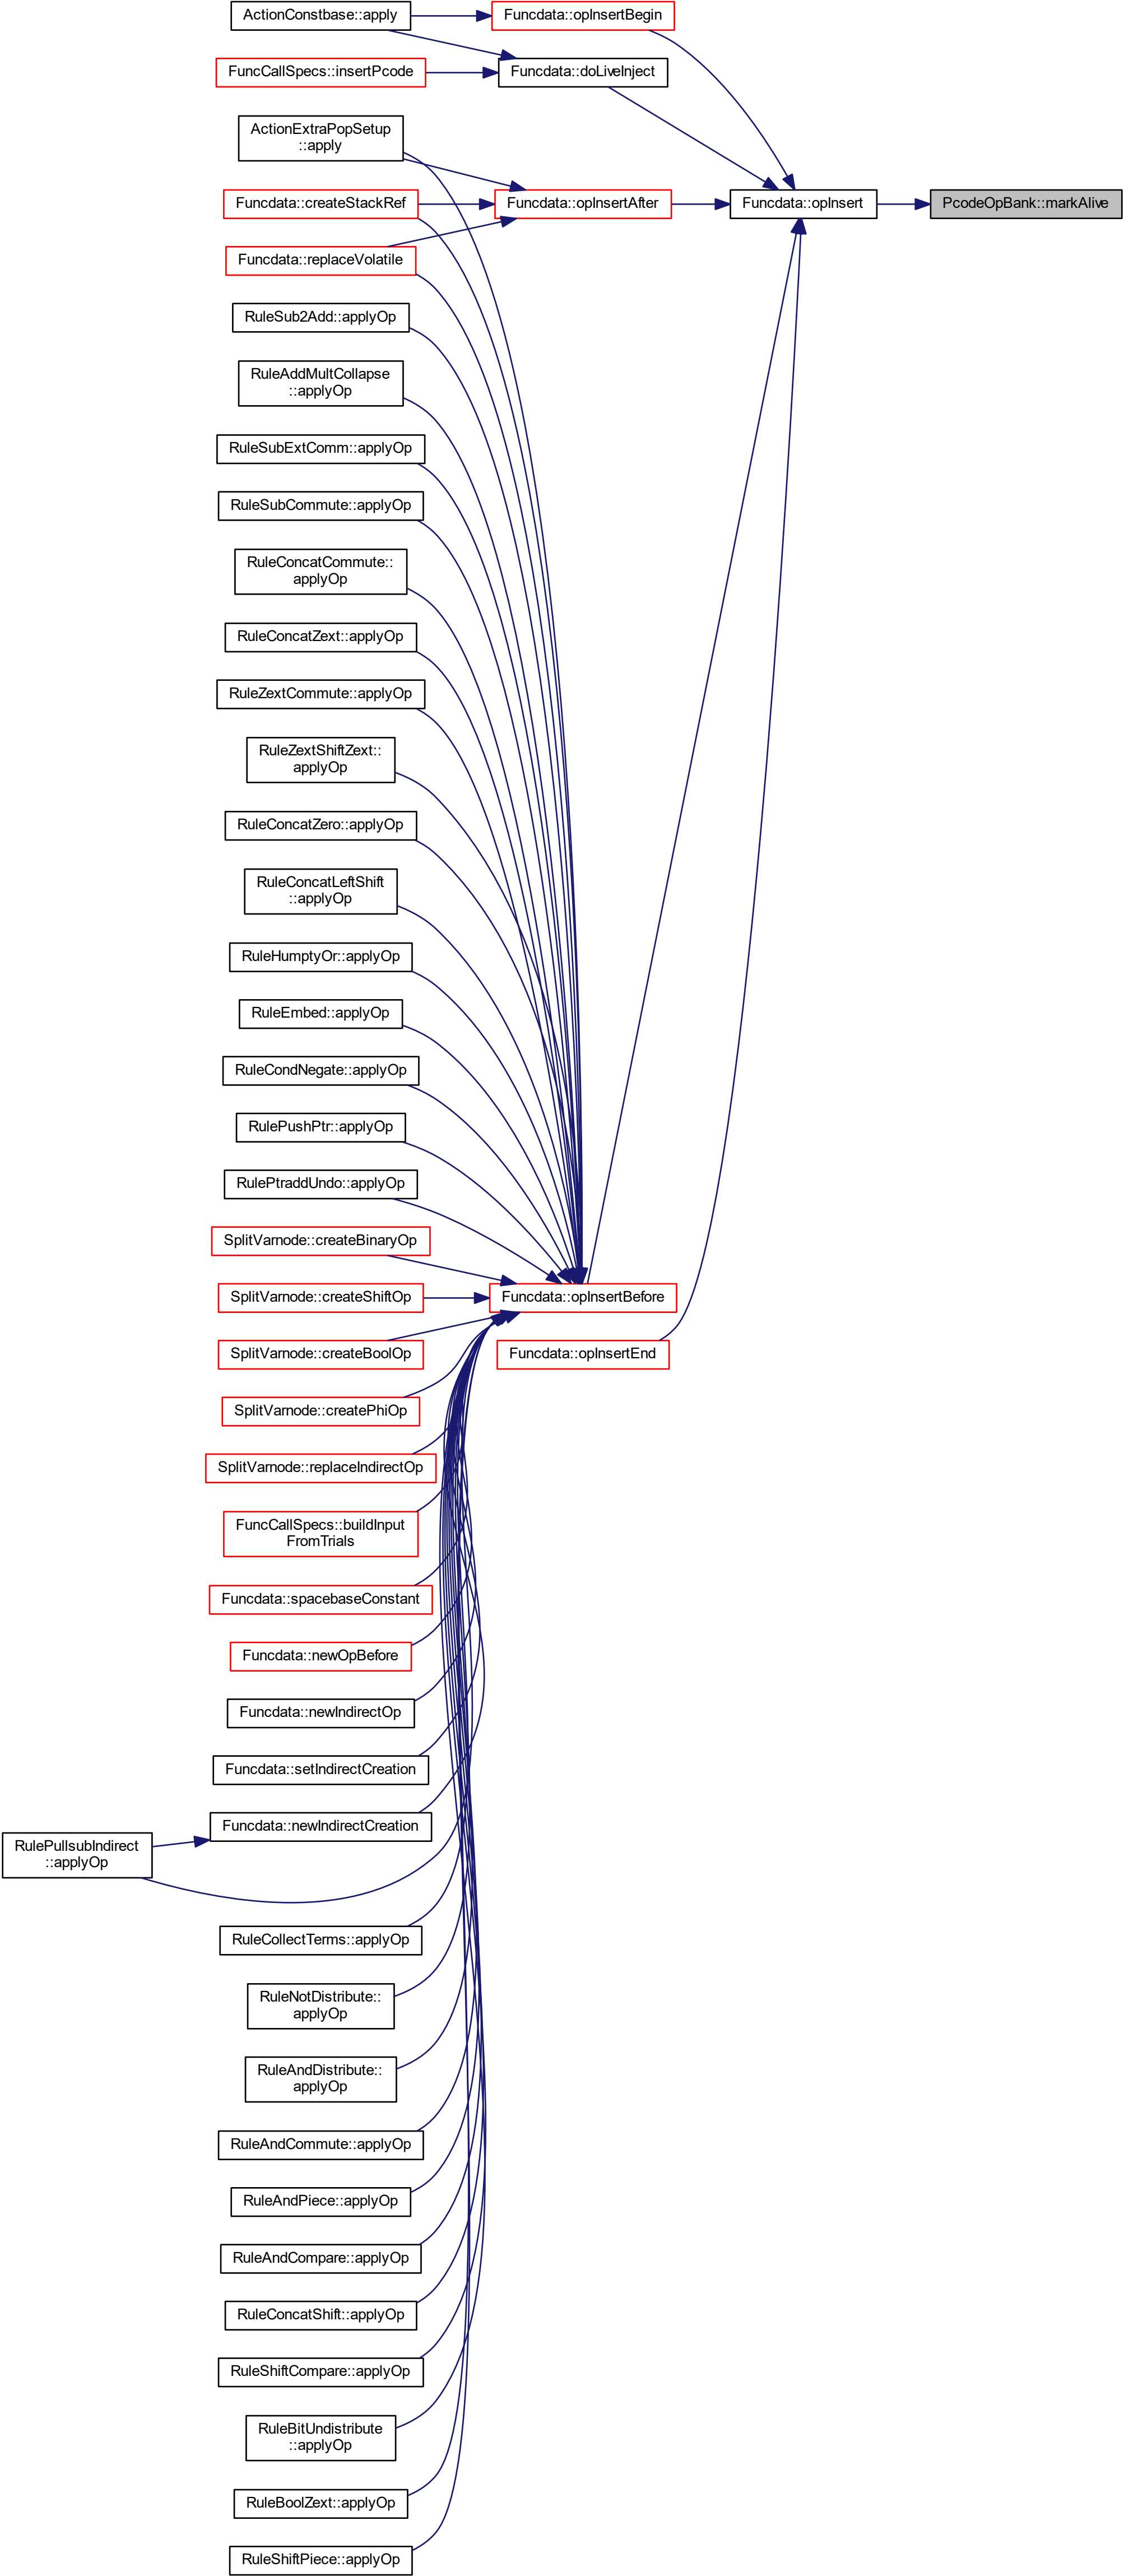 ActionConstbase::apply
Funcdata::opInsertBegin
FuncCallSpecs::insertPcode
Funcdata::doLiveInject
ActionExtraPopSetup
::apply
Funcdata::createStackRef
Funcdata::opInsertAfter
Funcdata::opInsert
PcodeOpBank::markAlive
Funcdata::replaceVolatile
RuleSub2Add::applyOp
RuleAddMultCollapse
::applyOp
RuleSubExtComm::applyOp
RuleSubCommute::applyOp
RuleConcatCommute::
applyOp
RuleConcatZext::applyOp
RuleZextCommute::applyOp
RuleZextShiftZext::
applyOp
RuleConcatZero::applyOp
RuleConcatLeftShift
::applyOp
RuleHumptyOr::applyOp
RuleEmbed::applyOp
RuleCondNegate::applyOp
RulePushPtr::applyOp
RulePtraddUndo::applyOp
SplitVarnode::createBinaryOp
SplitVarnode::createShiftOp
Funcdata::opInsertBefore
SplitVarnode::createBoolOp
Funcdata::opInsertEnd
SplitVarnode::createPhiOp
SplitVarnode::replaceIndirectOp
FuncCallSpecs::buildInput
FromTrials
Funcdata::spacebaseConstant
Funcdata::newOpBefore
Funcdata::newIndirectOp
Funcdata::setIndirectCreation
Funcdata::newIndirectCreation
RulePullsubIndirect
::applyOp
RuleCollectTerms::applyOp
RuleNotDistribute::
applyOp
RuleAndDistribute::
applyOp
RuleAndCommute::applyOp
RuleAndPiece::applyOp
RuleAndCompare::applyOp
RuleConcatShift::applyOp
RuleShiftCompare::applyOp
RuleBitUndistribute
::applyOp
RuleBoolZext::applyOp
RuleShiftPiece::applyOp